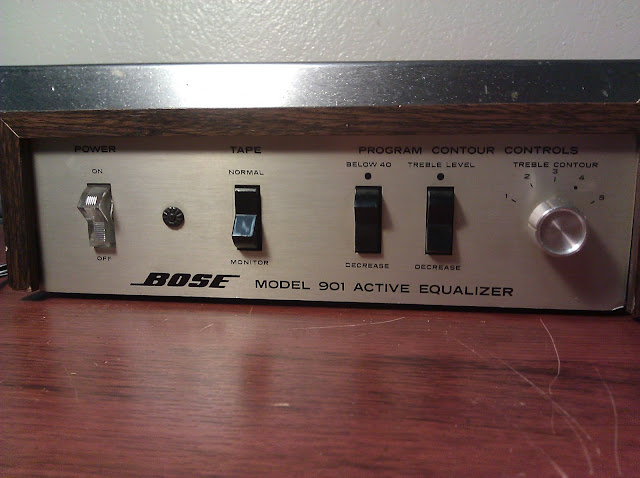 POWER TAPE PROGRAM CONTOUR CONTROLS
ON NORMAL BELOW 40 TREBLE LEVEL TREBLE CONTOUR
1 2 3 4 5
OFF MONITOR DECREASE DECREASE
BOSE MODEL 901 ACTIVE EQUALIZER